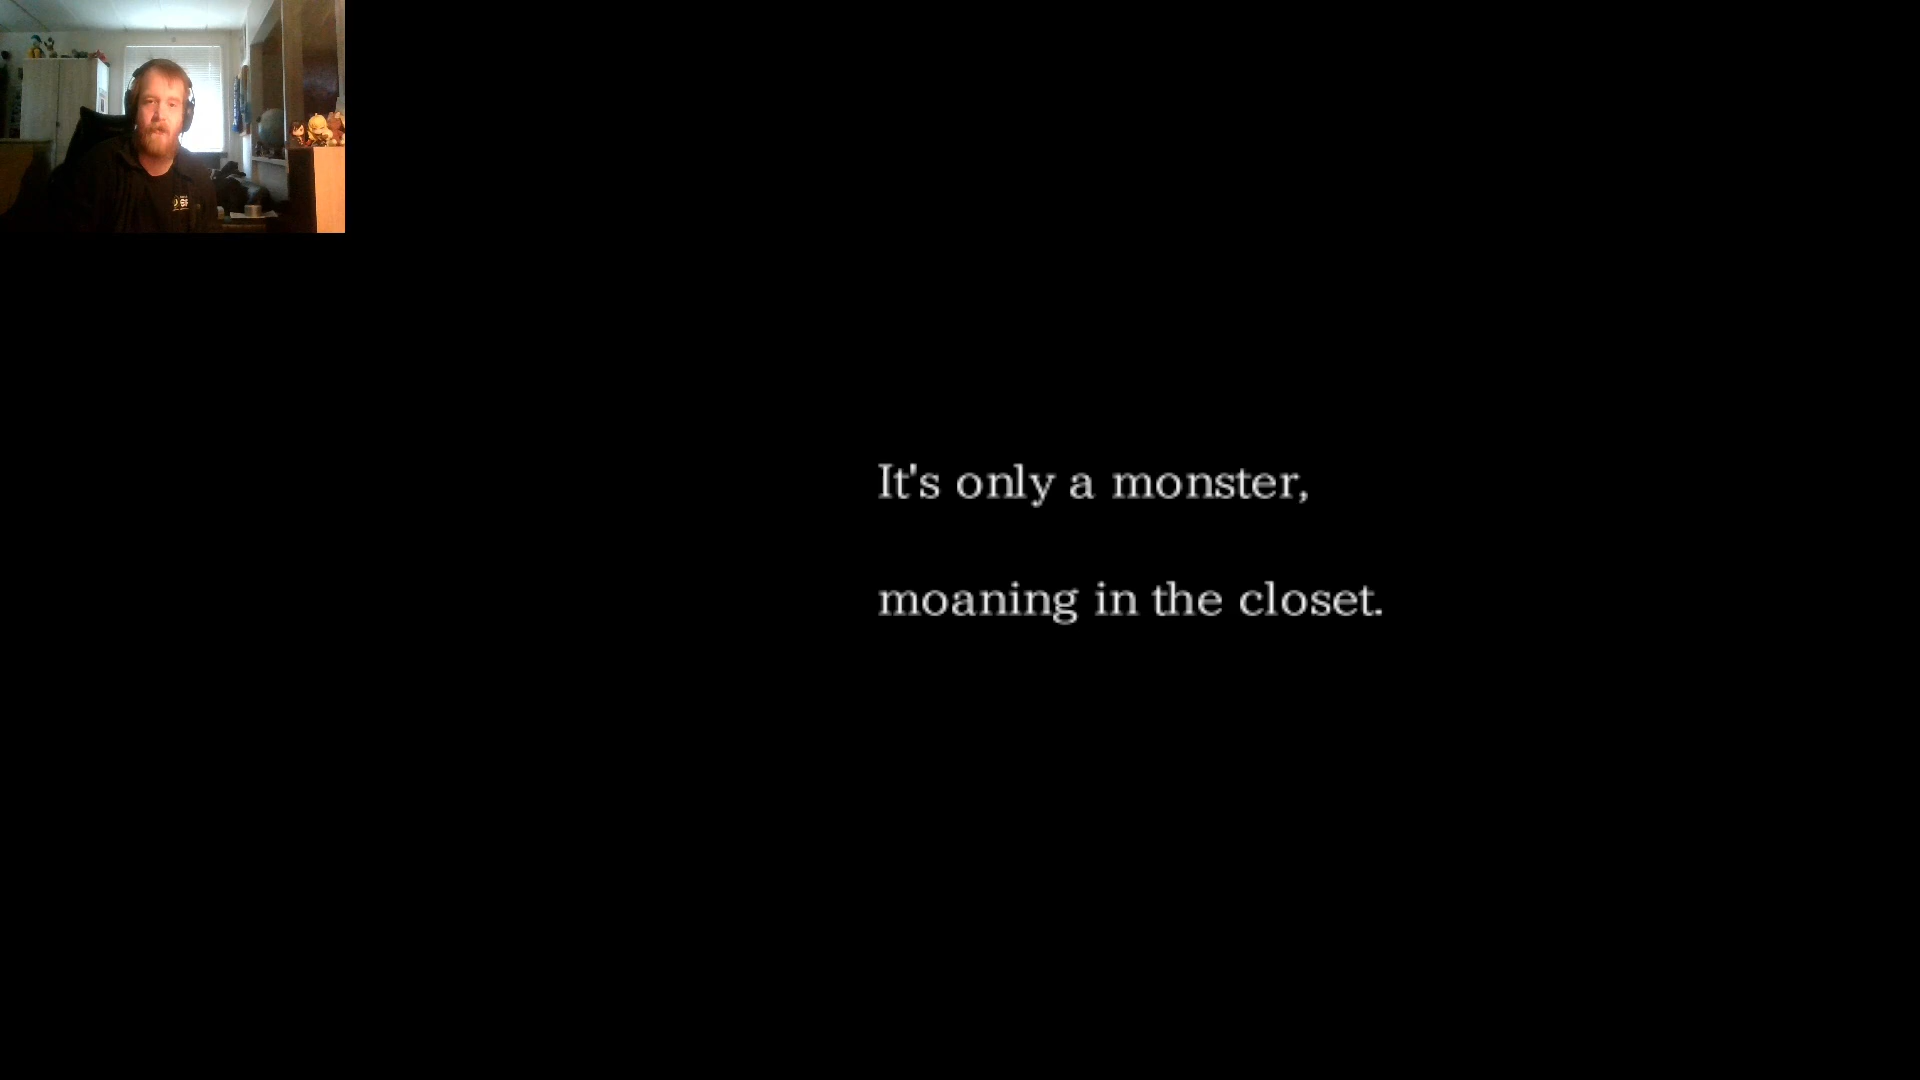 It's only a monster,
moaning in the closet.